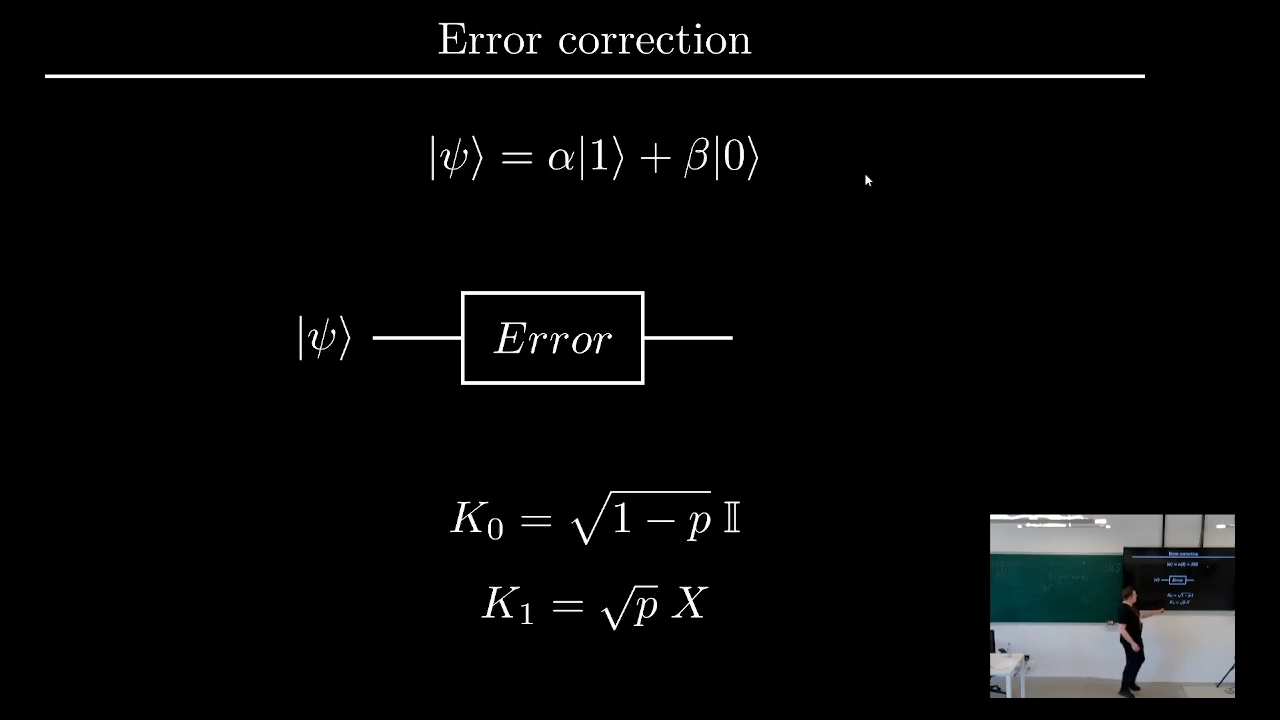 Error correction
|ψ⟩ = α|1⟩ + β|0⟩
|ψ⟩ Error
K₀ = √(1 − p) 𝕀
K₁ = √p X